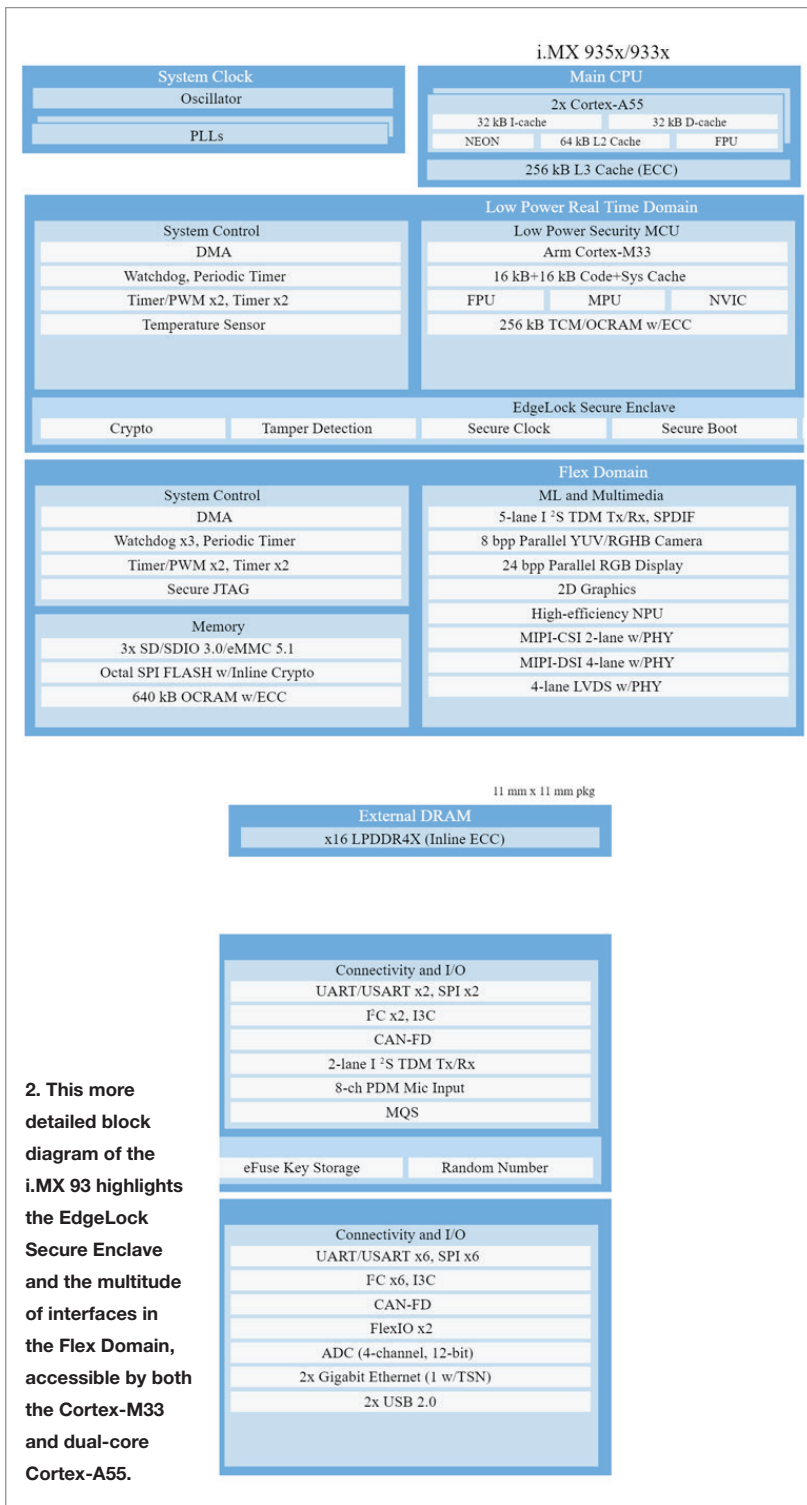 i.MX 935x/933x
System Clock
Oscillator
PLLs
Main CPU
2x Cortex-A55
32 kB I-cache
32 kB D-cache
NEON
64 kB L2 Cache
FPU
256 kB L3 Cache (ECC)
Low Power Real Time Domain
System Control
DMA
Watchdog, Periodic Timer
Timer/PWM x2, Timer x2
Temperature Sensor
Low Power Security MCU
Arm Cortex-M33
16 kB+16 kB Code+Sys Cache
FPU
MPU
NVIC
256 kB TCM/OCRAM w/ECC
EdgeLock Secure Enclave
Crypto
Tamper Detection
Secure Clock
Secure Boot
Flex Domain
System Control
DMA
Watchdog x3, Periodic Timer
Timer/PWM x2, Timer x2
Secure JTAG
Memory
3x SD/SDIO 3.0/eMMC 5.1
Octal SPI FLASH w/Inline Crypto
640 kB OCRAM w/ECC
ML and Multimedia
5-lane I ²S TDM Tx/Rx, SPDIF
8 bpp Parallel YUV/RGHB Camera
24 bpp Parallel RGB Display
2D Graphics
High-efficiency NPU
MIPI-CSI 2-lane w/PHY
MIPI-DSI 4-lane w/PHY
4-lane LVDS w/PHY
11 mm x 11 mm pkg
External DRAM
x16 LPDDR4X (Inline ECC)
Connectivity and I/O
UART/USART x2, SPI x2
I²C x2, I3C
CAN-FD
2-lane I ²S TDM Tx/Rx
8-ch PDM Mic Input
MQS
eFuse Key Storage
Random Number
Connectivity and I/O
UART/USART x6, SPI x6
I²C x6, I3C
CAN-FD
FlexIO x2
ADC (4-channel, 12-bit)
2x Gigabit Ethernet (1 w/TSN)
2x USB 2.0
2. This more
detailed block
diagram of the
i.MX 93 highlights
the EdgeLock
Secure Enclave
and the multitude
of interfaces in
the Flex Domain,
accessible by both
the Cortex-M33
and dual-core
Cortex-A55.